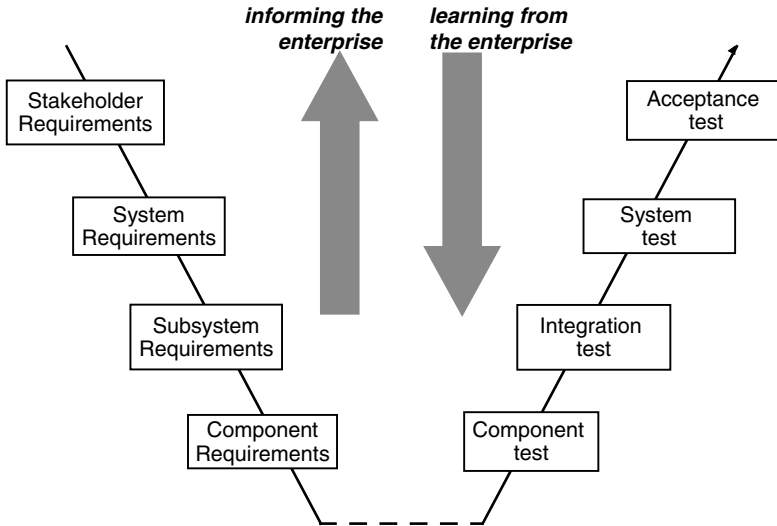 informing the
enterprise
learning from
the enterprise
Stakeholder
Requirements
Acceptance
test
System
Requirements
System
test
Subsystem
Requirements
Integration
test
Component
Requirements
Component
test